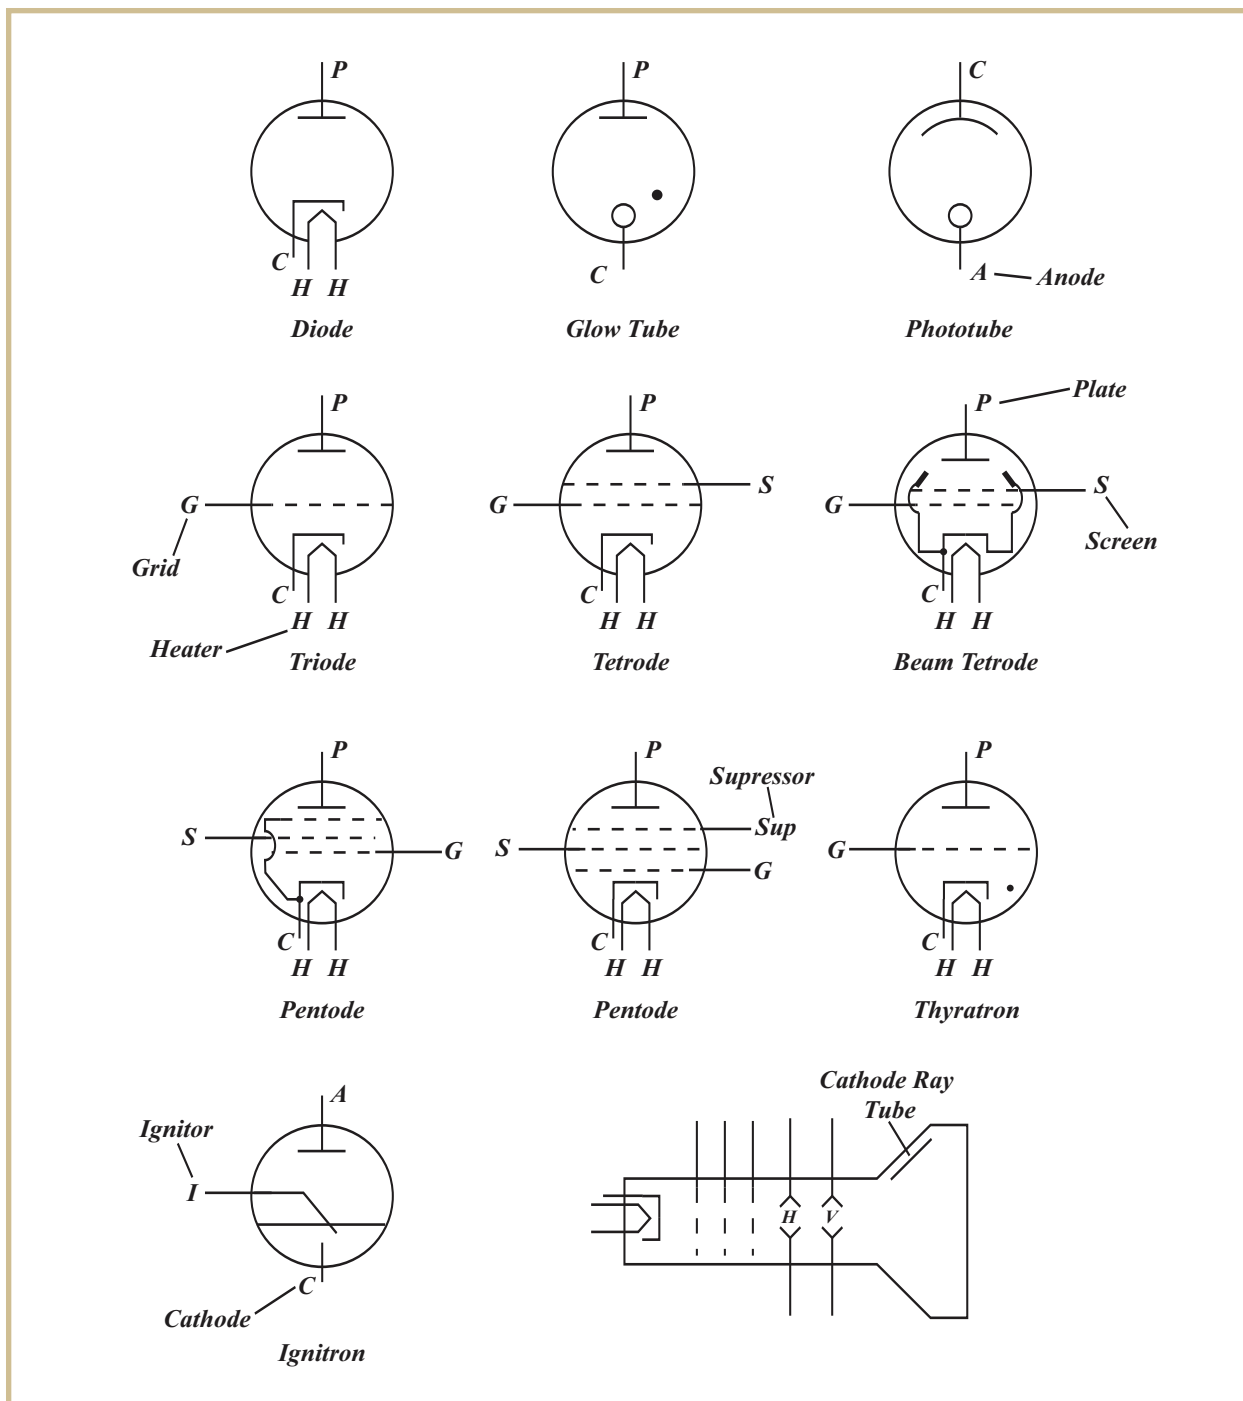 P
C
H H
Diode
P
C
Glow Tube
C
A
Anode
Phototube
P
G
Grid
C
H H
Heater
Triode
P
S
G
C
H H
Tetrode
P
Plate
G
S
Screen
C
H H
Beam Tetrode
P
S
G
C
H H
Pentode
P
Supressor
Sup
S
G
C
H H
Pentode
P
G
C
H H
Thyratron
A
Ignitor
I
C
Cathode
Ignitron
Cathode Ray
Tube
H
V